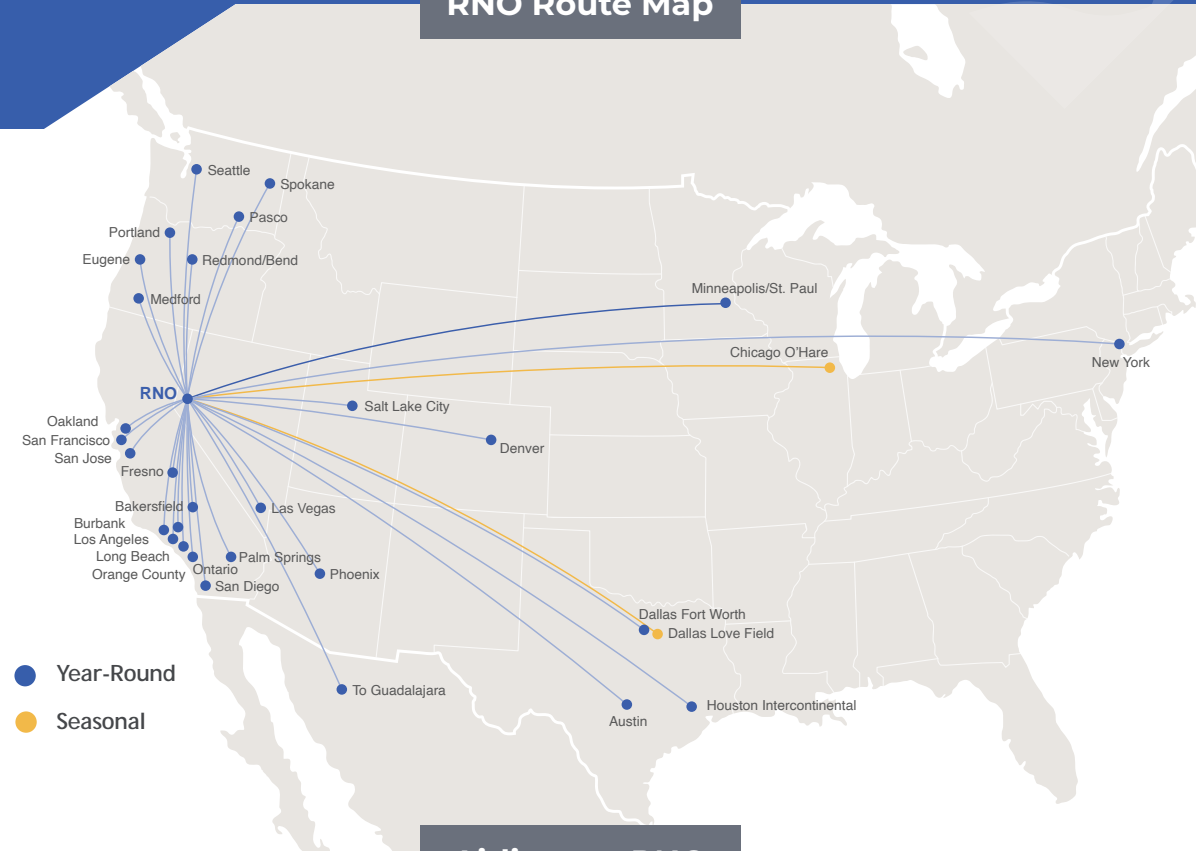 RNO Route Map
Seattle
Spokane
Pasco
Portland
Eugene
Redmond/Bend
Medford
Minneapolis/St. Paul
Chicago O'Hare
New York
RNO
Salt Lake City
Oakland
San Francisco
Denver
San Jose
Fresno
Bakersfield
Las Vegas
Burbank
Los Angeles
Long Beach
Palm Springs
Ontario
Orange County
Phoenix
San Diego
Dallas Fort Worth
Dallas Love Field
Year-Round
To Guadalajara
Houston Intercontinental
Seasonal
Austin